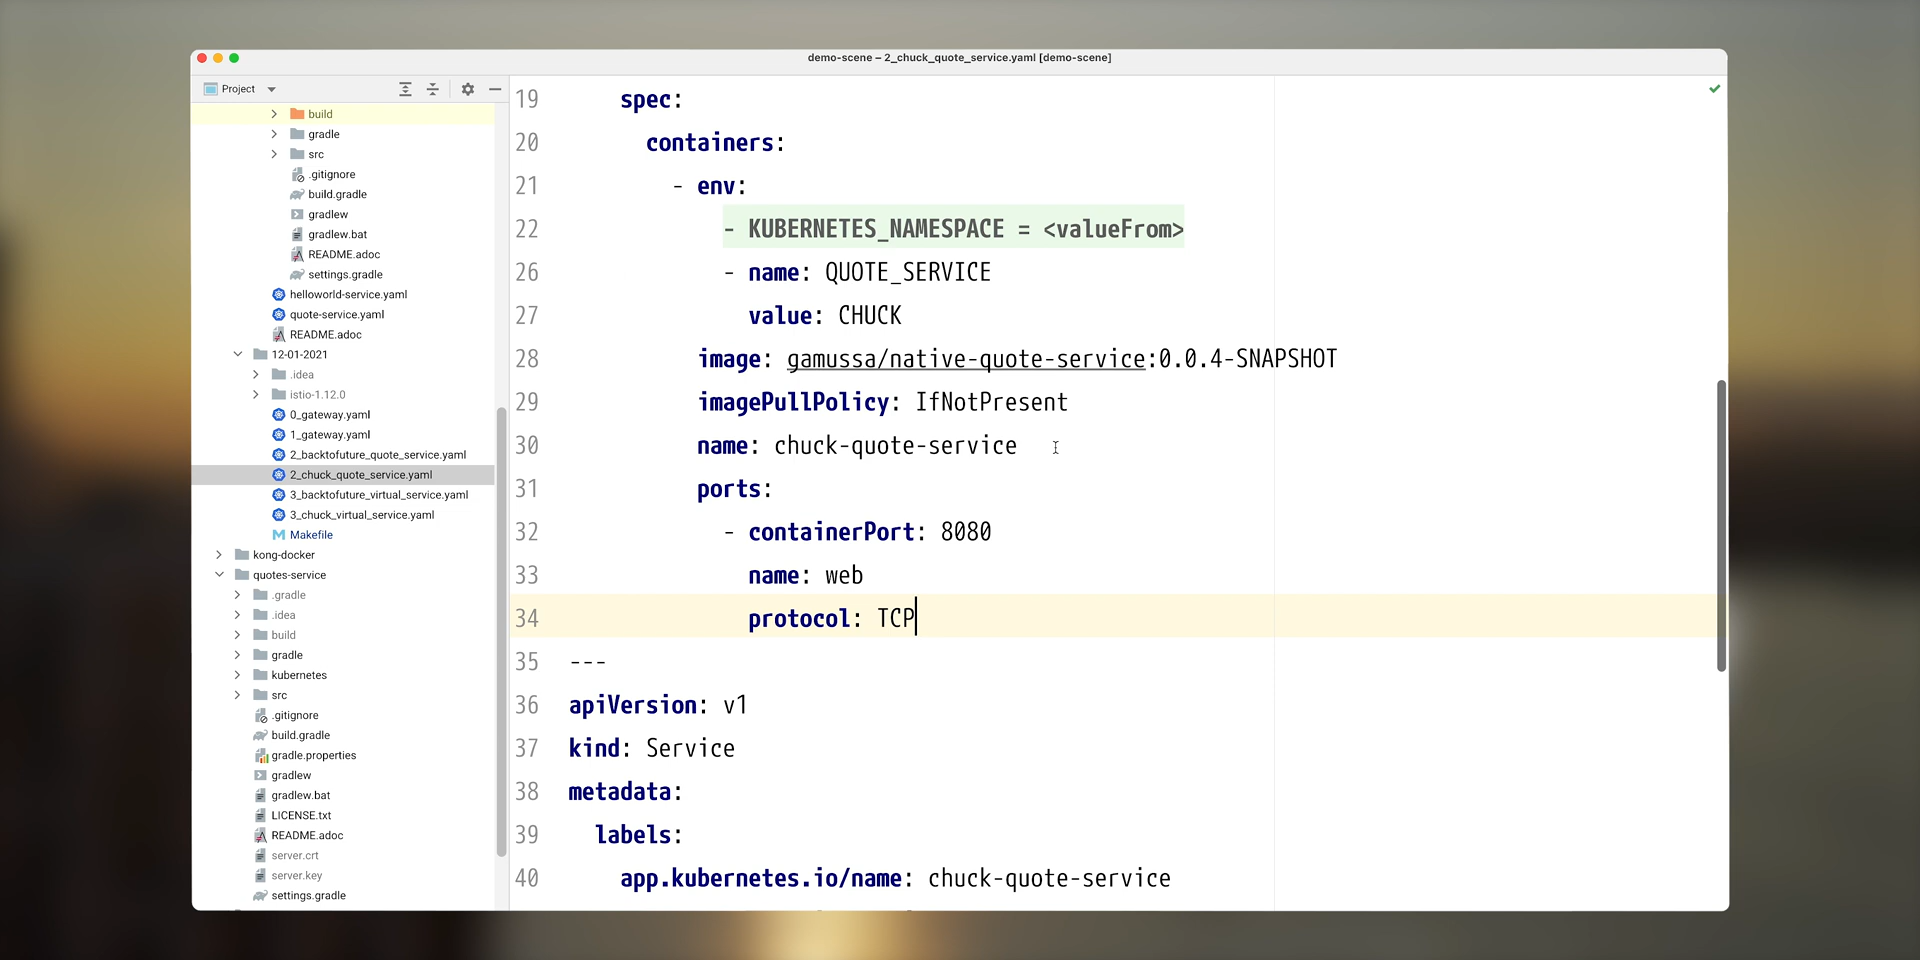 demo-scene – 2_chuck_quote_service.yaml [demo-scene]
Project
build
gradle
src
.gitignore
build.gradle
gradlew
gradlew.bat
README.adoc
settings.gradle
helloworld-service.yaml
quote-service.yaml
README.adoc
12-01-2021
.idea
istio-1.12.0
0_gateway.yaml
1_gateway.yaml
2_backtofuture_quote_service.yaml
2_chuck_quote_service.yaml
3_backtofuture_virtual_service.yaml
3_chuck_virtual_service.yaml
Makefile
kong-docker
quotes-service
.gradle
.idea
build
gradle
kubernetes
src
.gitignore
build.gradle
gradle.properties
gradlew
gradlew.bat
LICENSE.txt
README.adoc
server.crt
server.key
settings.gradle
19 spec:
20 containers:
21 - env:
22 - KUBERNETES_NAMESPACE = <valueFrom>
26 - name: QUOTE_SERVICE
27 value: CHUCK
28 image: gamussa/native-quote-service:0.0.4-SNAPSHOT
29 imagePullPolicy: IfNotPresent
30 name: chuck-quote-service
31 ports:
32 - containerPort: 8080
33 name: web
34 protocol: TCP
35 ---
36 apiVersion: v1
37 kind: Service
38 metadata:
39 labels:
40 app.kubernetes.io/name: chuck-quote-service